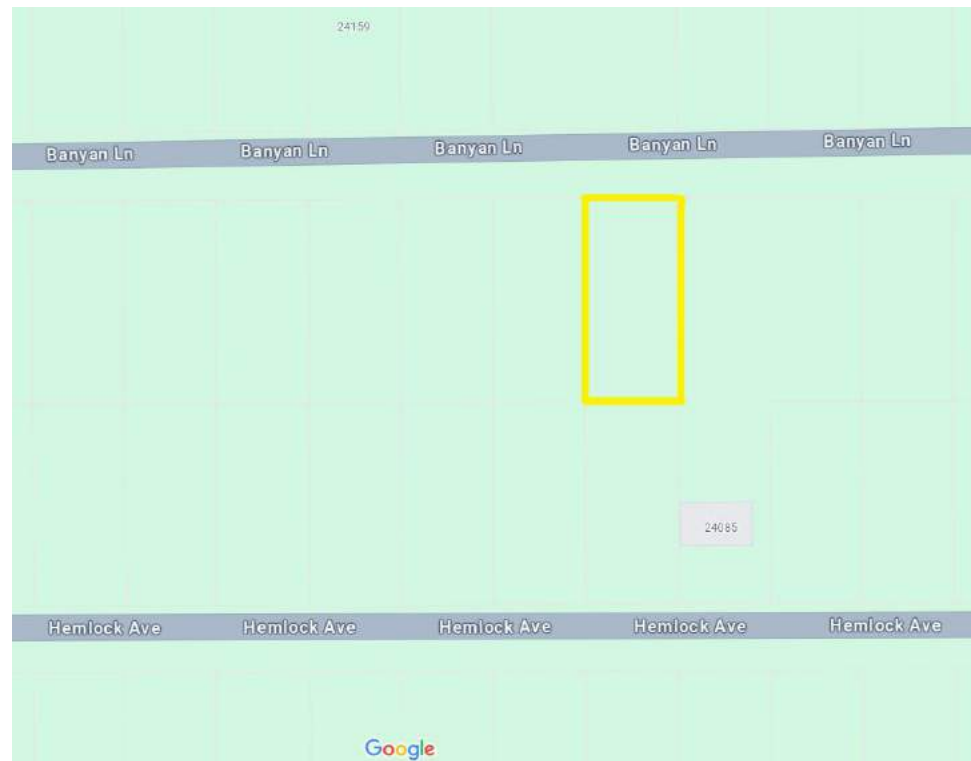 24159
Banyan Ln Banyan Ln Banyan Ln Banyan Ln Banyan Ln
24085
Hemlock Ave Hemlock Ave Hemlock Ave Hemlock Ave Hemlock Ave
Google